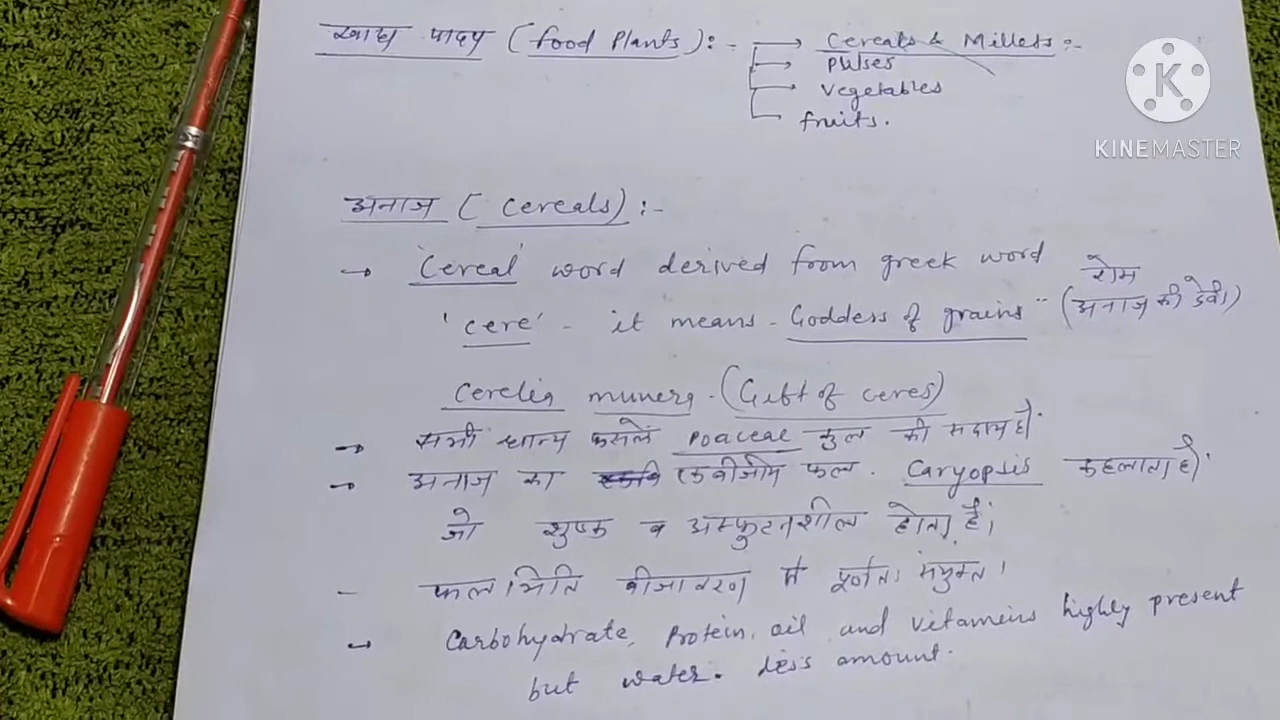 खाद्य पादप (food Plants) :- → Cereals & Millets :-
→ Pulses
→ vegetables
fruits.
K
KINEMASTER
अनाज ( Cereals) :-
→ 'Cereal' word derived from greek word
'cere' - it means - Goddess of grains" रोम (अनाज की देवी)
Cerelia munera - (Gift of ceres)
→ सभी धान्य फसलें Poaceae कुल की सदस्य है।
→ अनाज का एकबीजीय फल. Caryopsis कहलाता है।
जो शुष्क व अस्फुटनशील होता है।
- फलभित्ति बीजावरण से पूर्णतः संयुक्त।
→ Carbohydrate, Protein, oil and vitamins highly present
but water. less amount.